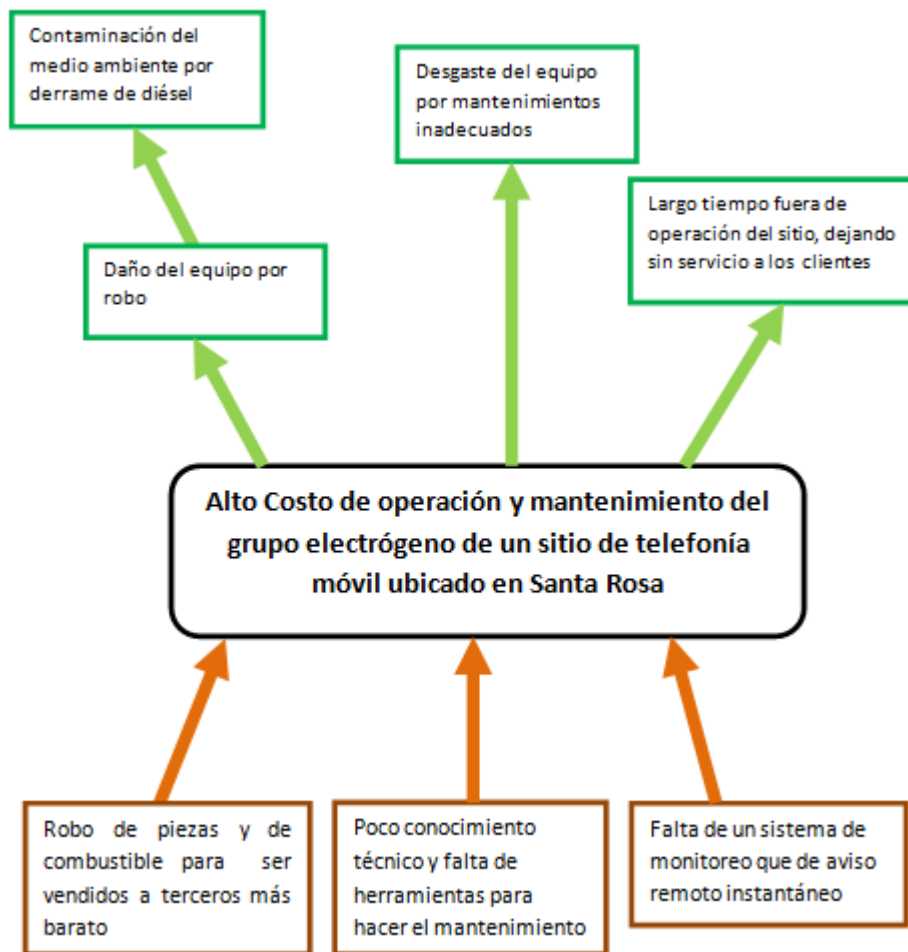 Contaminación del
medio ambiente por
derrame de diésel
Desgaste del equipo
por mantenimientos
inadecuados
Largo tiempo fuera de
operación del sitio, dejando
sin servicio a los clientes
Daño del equipo por
robo
Alto Costo de operación y mantenimiento del
grupo electrógeno de un sitio de telefonía
móvil ubicado en Santa Rosa
Robo de piezas y de
combustible para ser
vendidos a terceros más
barato
Poco conocimiento
técnico y falta de
herramientas para
hacer el mantenimiento
Falta de un sistema de
monitoreo que de aviso
remoto instantáneo